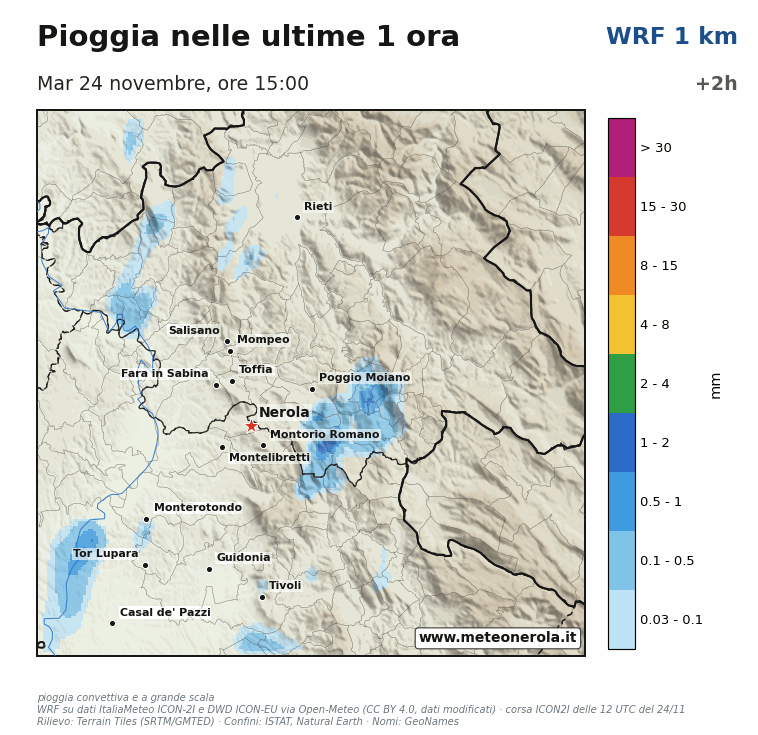 Pioggia nelle ultime 1 ora
WRF 1 km
Mar 24 novembre, ore 15:00
+2h
Rieti
Salisano
Mompeo
Fara in Sabina
Toffia
Poggio Moiano
Nerola
Montorio Romano
Montelibretti
Monterotondo
Tor Lupara
Guidonia
Tivoli
Casal de' Pazzi
www.meteonerola.it
> 30
15 - 30
8 - 15
4 - 8
2 - 4
1 - 2
0.5 - 1
0.1 - 0.5
0.03 - 0.1
mm
pioggia convettiva e a grande scala
WRF su dati ItaliaMeteo ICON-2I e DWD ICON-EU via Open-Meteo (CC BY 4.0, dati modificati) · corsa ICON2I delle 12 UTC del 24/11
Rilievo: Terrain Tiles (SRTM/GMTED) · Confini: ISTAT, Natural Earth · Nomi: GeoNames